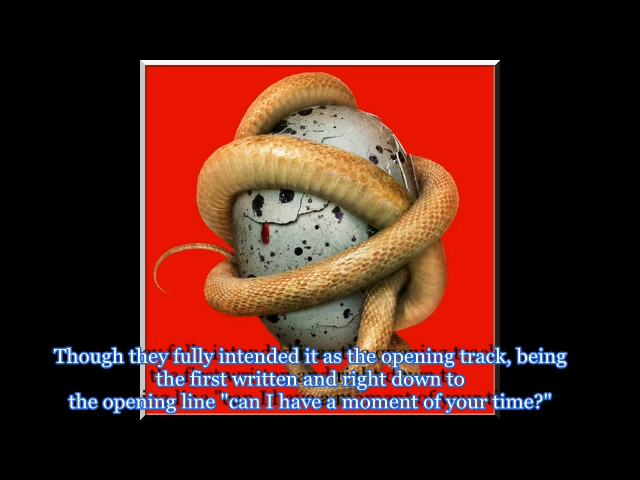 Though they fully intended it as the opening track, being
the first written and right down to
the opening line "can I have a moment of your time?"